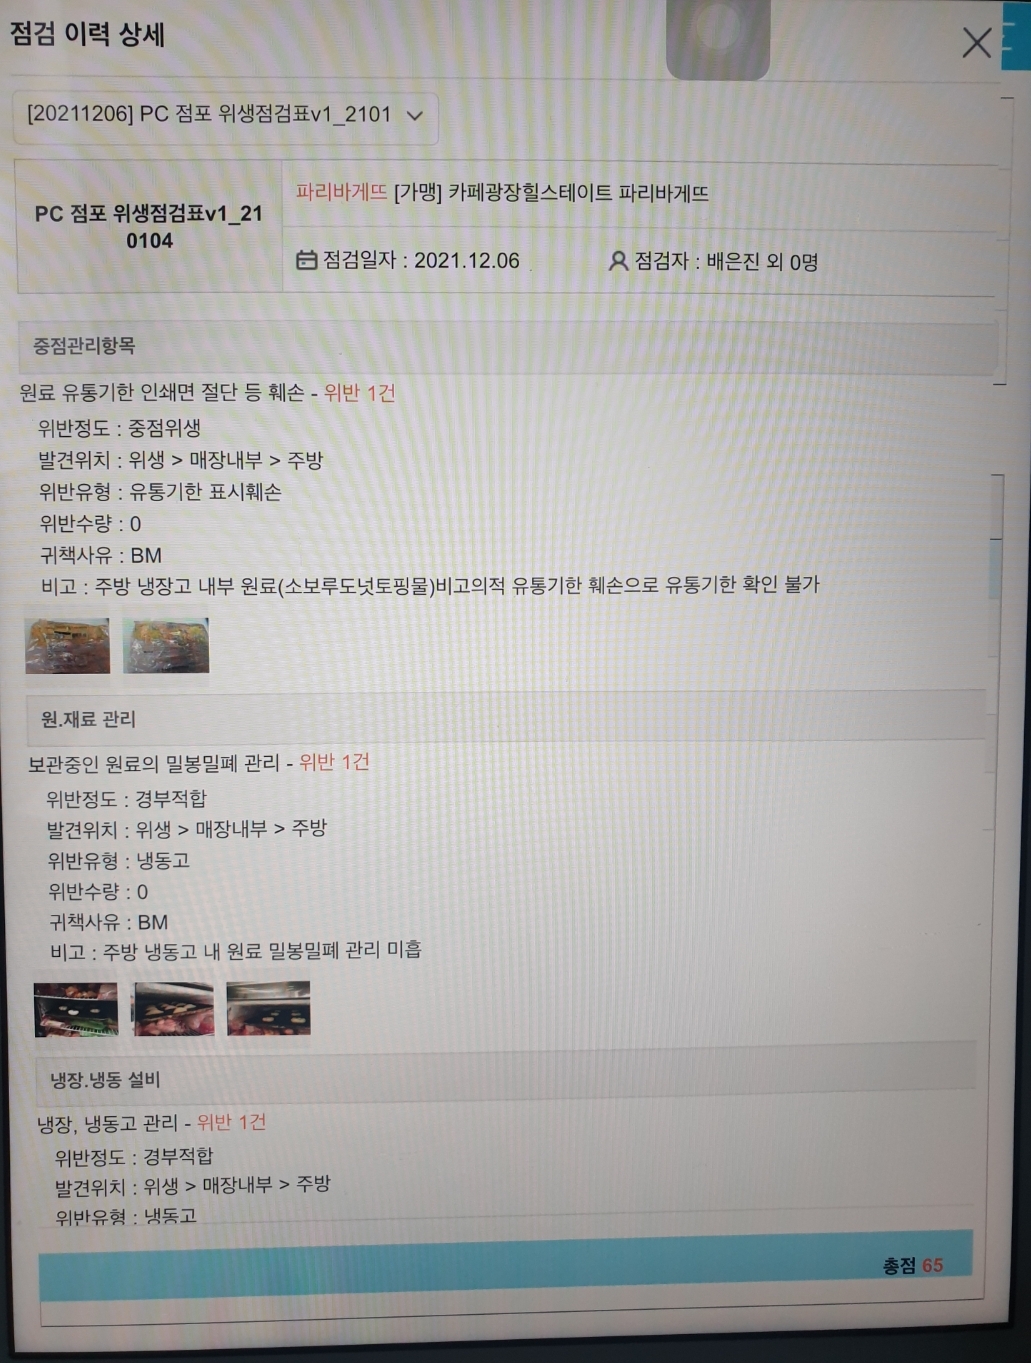 점검 이력 상세
[20211206] PC 점포 위생점검표v1_2101
PC 점포 위생점검표v1_21
0104
파리바게뜨 [가맹] 카페광장힐스테이트 파리바게뜨
점검일자 : 2021.12.06
점검자 : 배은진 외 0명
중점관리항목
원료 유통기한 인쇄면 절단 등 훼손 - 위반 1건
위반정도 : 중점위생
발견위치 : 위생 > 매장내부 > 주방
위반유형 : 유통기한 표시훼손
위반수량 : 0
귀책사유 : BM
비고 : 주방 냉장고 내부 원료(소보루도넛토핑물)비고의적 유통기한 훼손으로 유통기한 확인 불가
원.재료 관리
보관중인 원료의 밀봉밀폐 관리 - 위반 1건
위반정도 : 경부적합
발견위치 : 위생 > 매장내부 > 주방
위반유형 : 냉동고
위반수량 : 0
귀책사유 : BM
비고 : 주방 냉동고 내 원료 밀봉밀폐 관리 미흡
냉장.냉동 설비
냉장, 냉동고 관리 - 위반 1건
위반정도 : 경부적합
발견위치 : 위생 > 매장내부 > 주방
위반유형 : 냉동고
총점 65